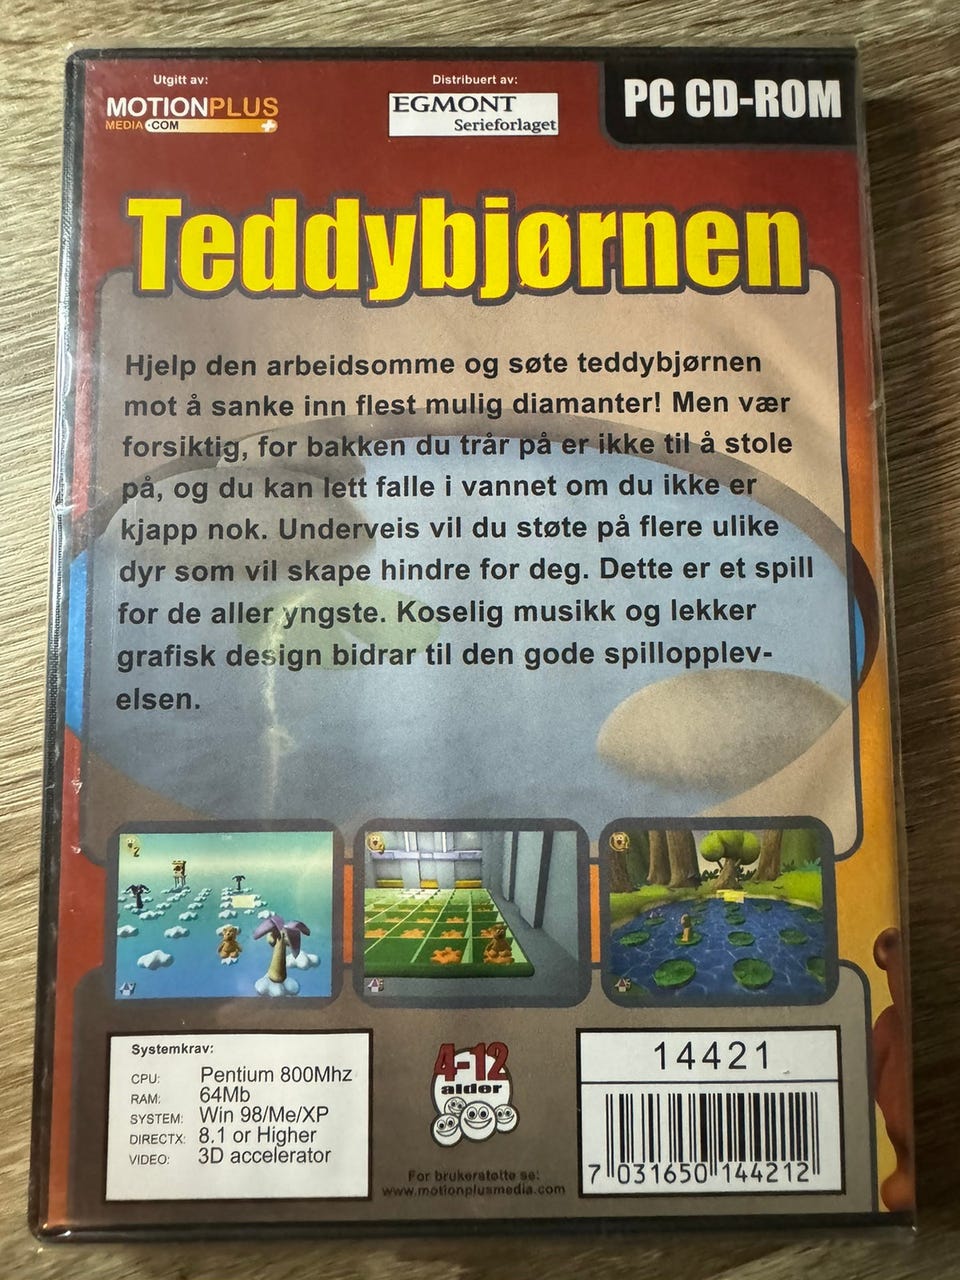 Utgitt av:
MOTIONPLUS
MEDIA.COM
Distribuert av:
EGMONT
Serieforlaget
PC CD-ROM
Teddybjørnen
Hjelp den arbeidsomme og søte teddybjørnen
mot å sanke inn flest mulig diamanter! Men vær
forsiktig, for bakken du trår på er ikke til å stole
på, og du kan lett falle i vannet om du ikke er
kjapp nok. Underveis vil du støte på flere ulike
dyr som vil skape hindre for deg. Dette er et spill
for de aller yngste. Koselig musikk og lekker
grafisk design bidrar til den gode spillopplev-
elsen.
Systemkrav:
CPU: Pentium 800Mhz
RAM: 64Mb
SYSTEM: Win 98/Me/XP
DIRECTX: 8.1 or Higher
VIDEO: 3D accelerator
4-12
alder
For brukerstøtte se:
www.motionplusmedia.com
14421
7 031650 144212